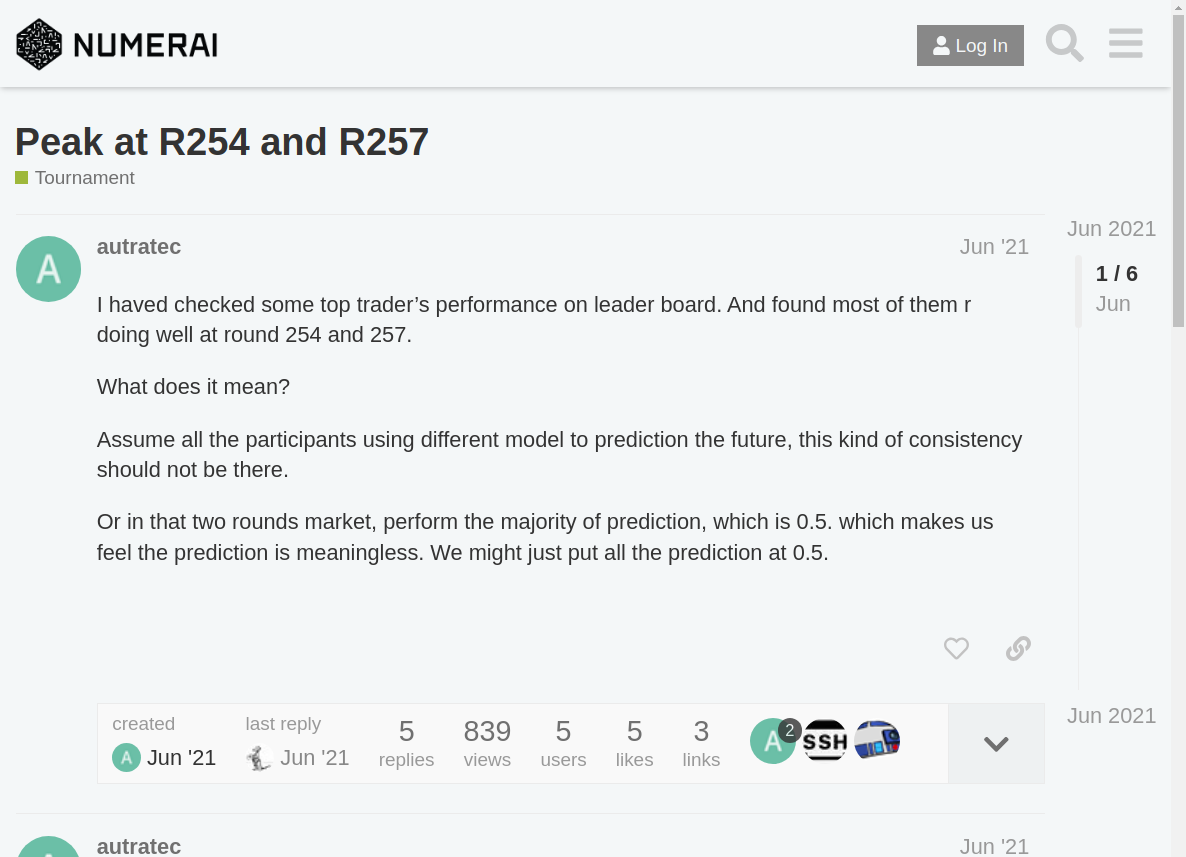 NUMERAI
Log In
Peak at R254 and R257
Tournament
Jun 2021
autratec
Jun '21
1 / 6
Jun
I haved checked some top trader’s performance on leader board. And found most of them r
doing well at round 254 and 257.
What does it mean?
Assume all the participants using different model to prediction the future, this kind of consistency
should not be there.
Or in that two rounds market, perform the majority of prediction, which is 0.5. which makes us
feel the prediction is meaningless. We might just put all the prediction at 0.5.
Jun 2021
created
A Jun '21
last reply
Jun '21
5
replies
839
views
5
users
5
likes
3
links
A 2
SSH
autratec
Jun '21